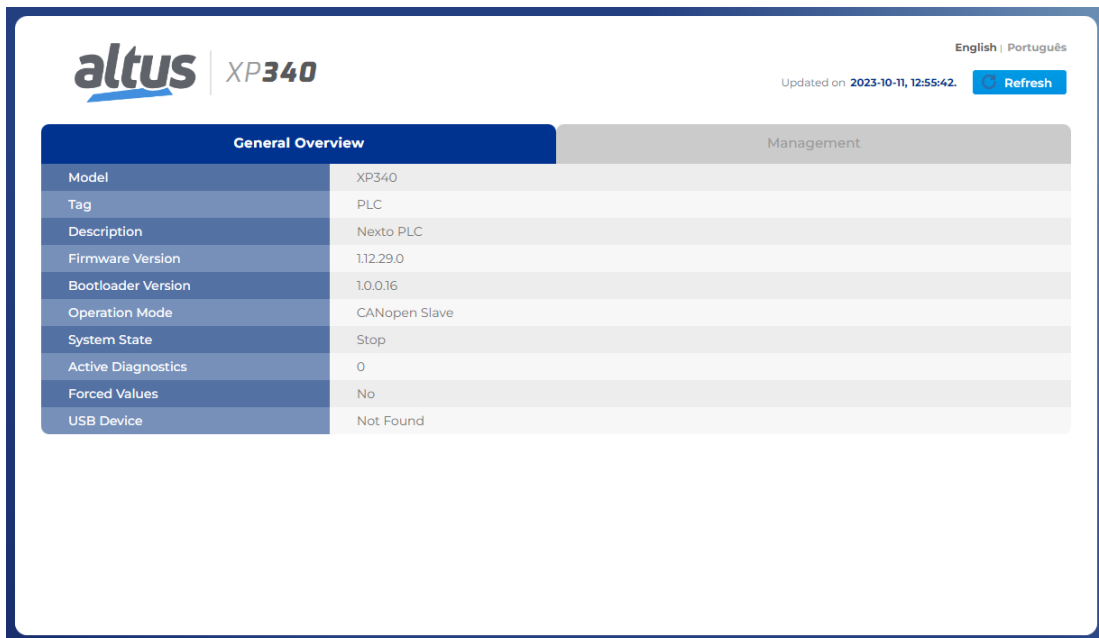 altus XP340
English | Português
Updated on 2023-10-11, 12:55:42. Refresh
General Overview Management
Model XP340
Tag PLC
Description Nexto PLC
Firmware Version 1.12.29.0
Bootloader Version 1.0.0.16
Operation Mode CANopen Slave
System State Stop
Active Diagnostics 0
Forced Values No
USB Device Not Found